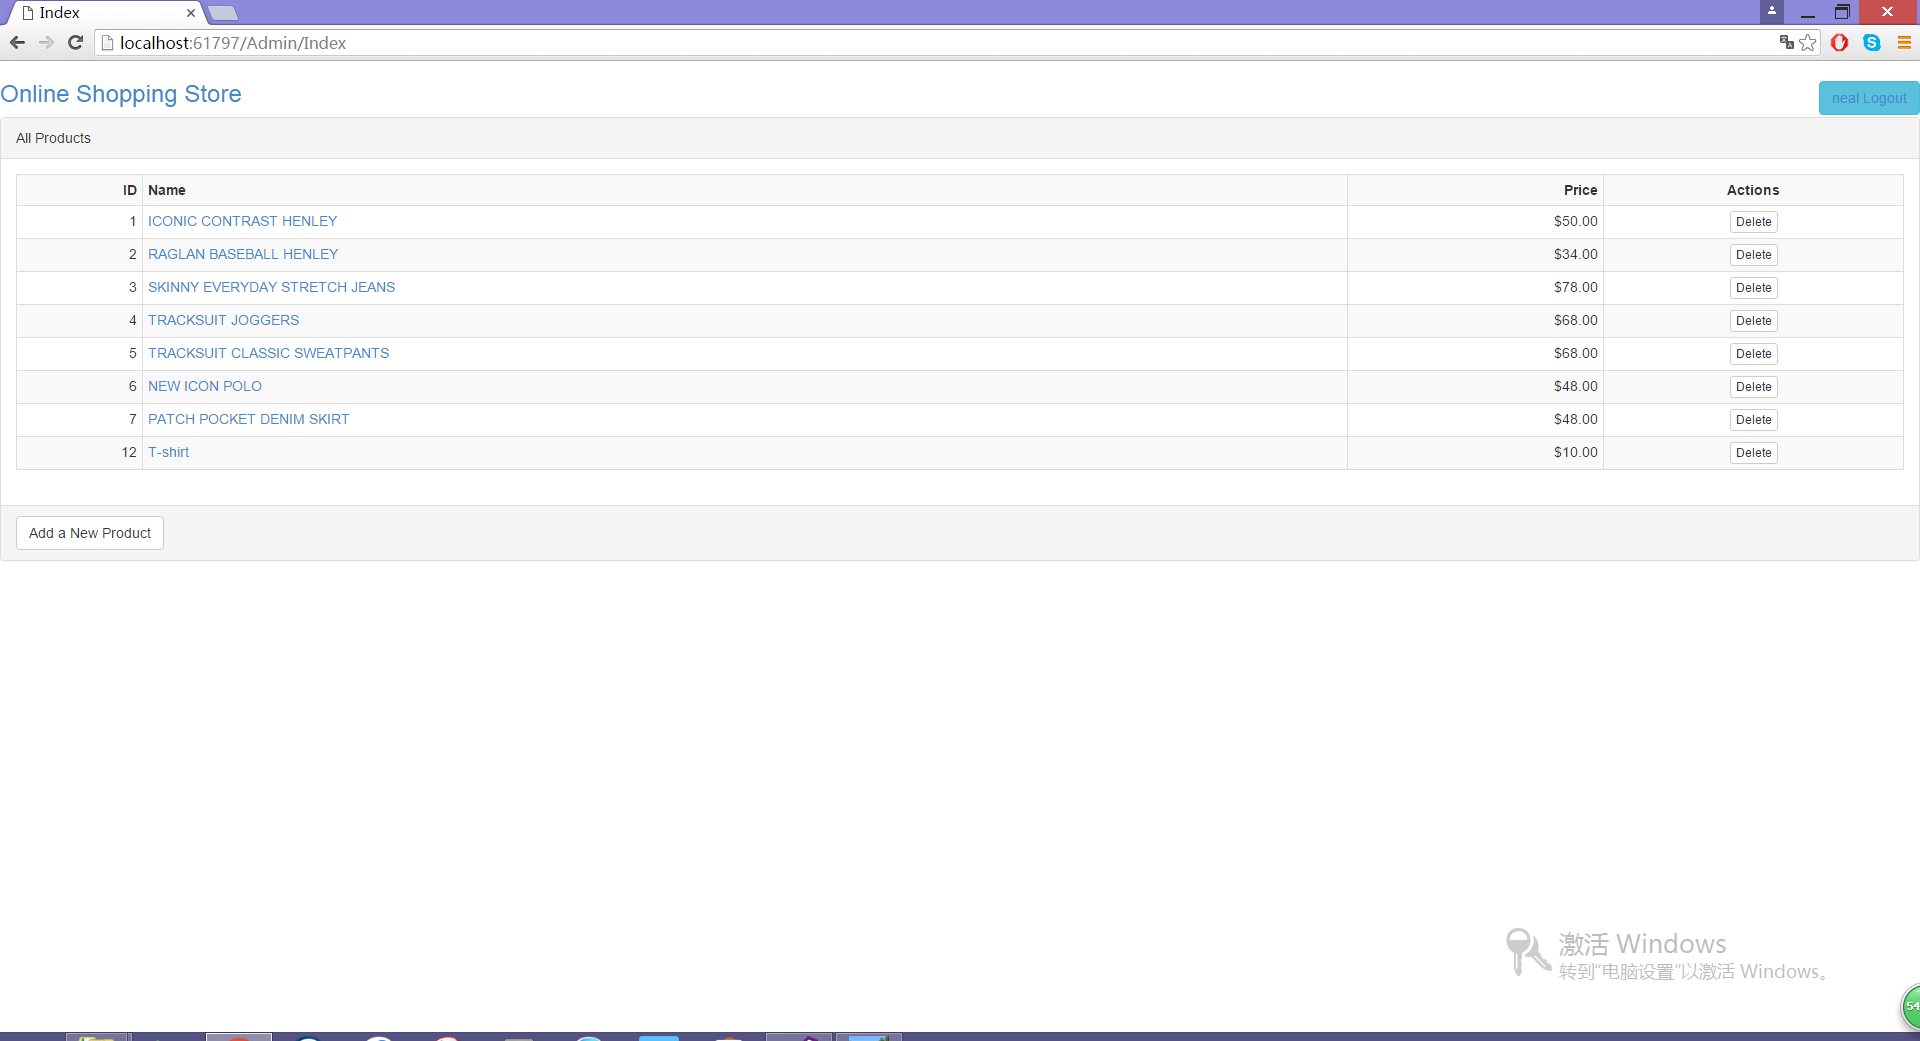 Index
localhost:61797/Admin/Index
Online Shopping Store
neal Logout
All Products
ID Name Price Actions
1 ICONIC CONTRAST HENLEY $50.00 Delete
2 RAGLAN BASEBALL HENLEY $34.00 Delete
3 SKINNY EVERYDAY STRETCH JEANS $78.00 Delete
4 TRACKSUIT JOGGERS $68.00 Delete
5 TRACKSUIT CLASSIC SWEATPANTS $68.00 Delete
6 NEW ICON POLO $48.00 Delete
7 PATCH POCKET DENIM SKIRT $48.00 Delete
12 T-shirt $10.00 Delete
Add a New Product
激活 Windows
转到“电脑设置”以激活 Windows。
54